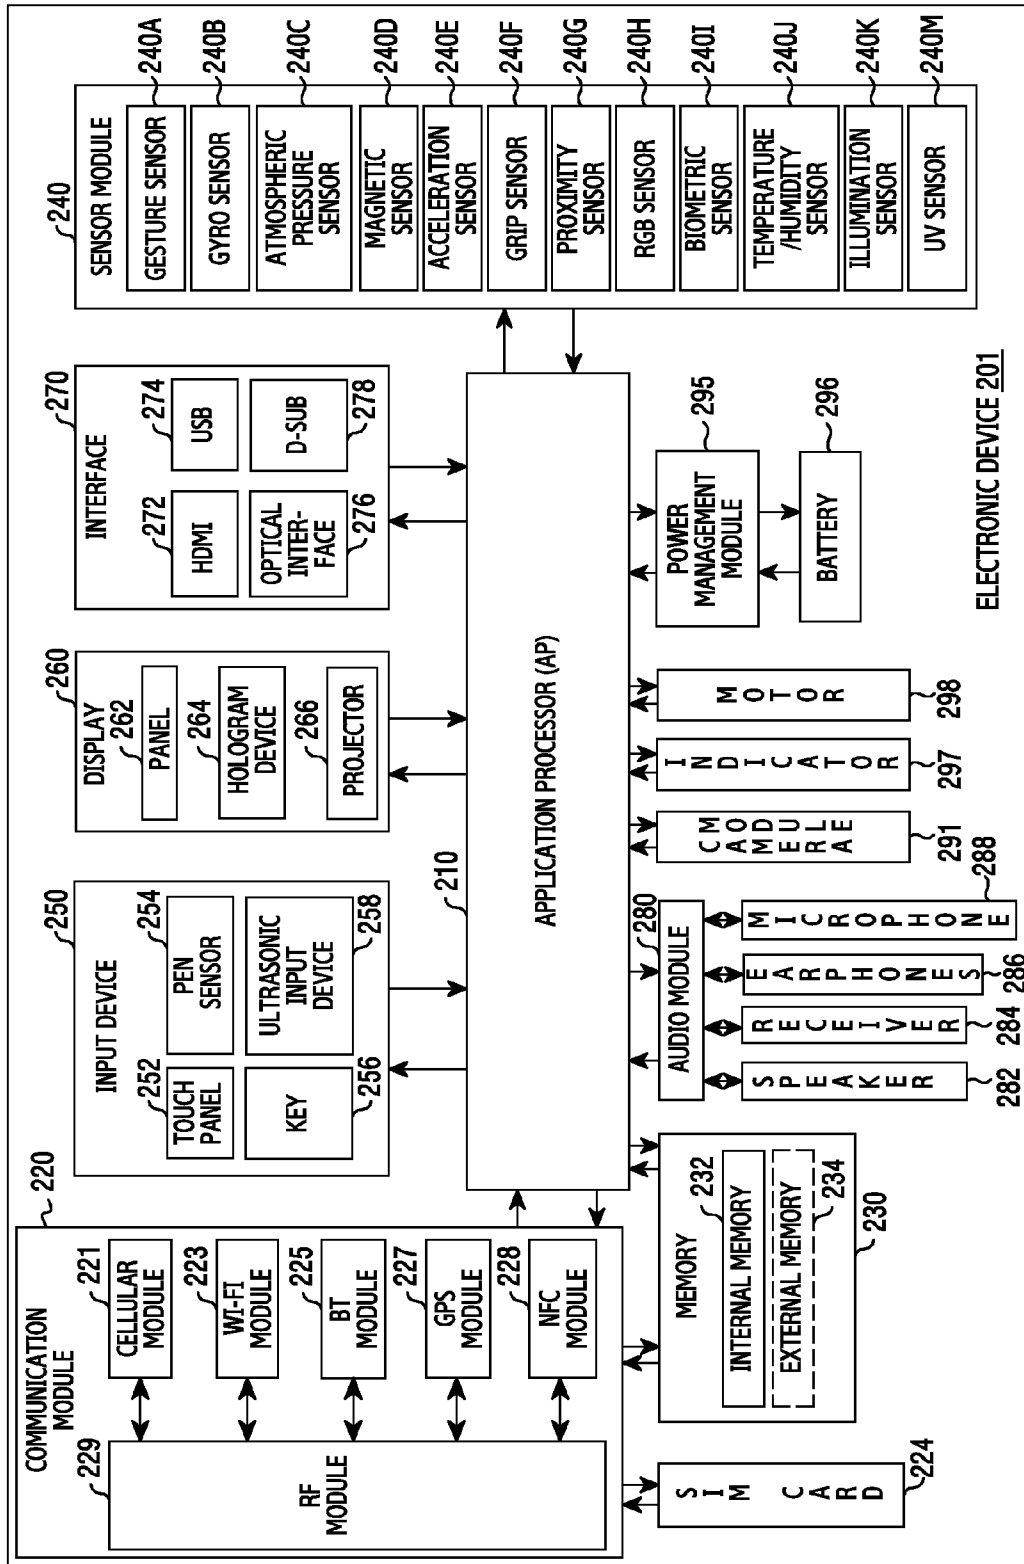 COMMUNICATION
MODULE
220
229
RF
MODULE
221
CELLULAR
MODULE
223
WI-FI
MODULE
225
BT
MODULE
227
GPS
MODULE
228
NFC
MODULE
INPUT DEVICE
250
252
TOUCH
PANEL
254
PEN
SENSOR
256
KEY
258
ULTRASONIC
INPUT
DEVICE
DISPLAY
260
262
PANEL
264
HOLOGRAM
DEVICE
266
PROJECTOR
INTERFACE
270
272
HDMI
274
USB
276
OPTICAL
INTER-
FACE
278
D-SUB
240
SENSOR MODULE
GESTURE SENSOR
240A
GYRO SENSOR
240B
ATMOSPHERIC
PRESSURE
SENSOR
240C
MAGNETIC
SENSOR
240D
ACCELERATION
SENSOR
240E
GRIP SENSOR
240F
PROXIMITY
SENSOR
240G
RGB SENSOR
240H
BIOMETRIC
SENSOR
240I
TEMPERATURE
/HUMIDITY
SENSOR
240J
ILLUMINATION
SENSOR
240K
UV SENSOR
240M
210
APPLICATION PROCESSOR (AP)
SIM CARD
224
MEMORY
230
232
INTERNAL MEMORY
EXTERNAL MEMORY
234
AUDIO MODULE
280
SPEAKER
282
RECEIVER
284
EARPHONES
286
MICROPHONE
288
CAMERA
MODULE
291
INDICATOR
297
MOTOR
298
POWER
MANAGEMENT
MODULE
295
BATTERY
296
ELECTRONIC DEVICE 201